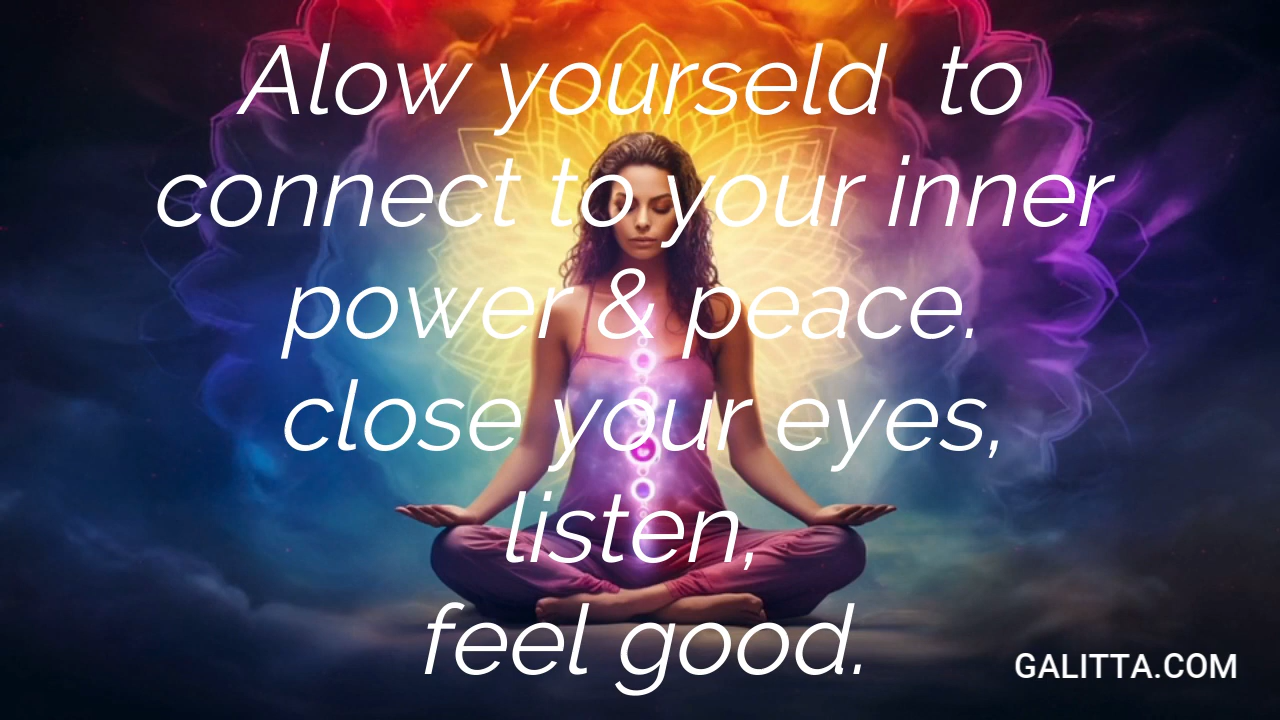 Alow yourseld to
connect to your inner
power & peace.
close your eyes,
listen,
feel good.
GALITTA.COM